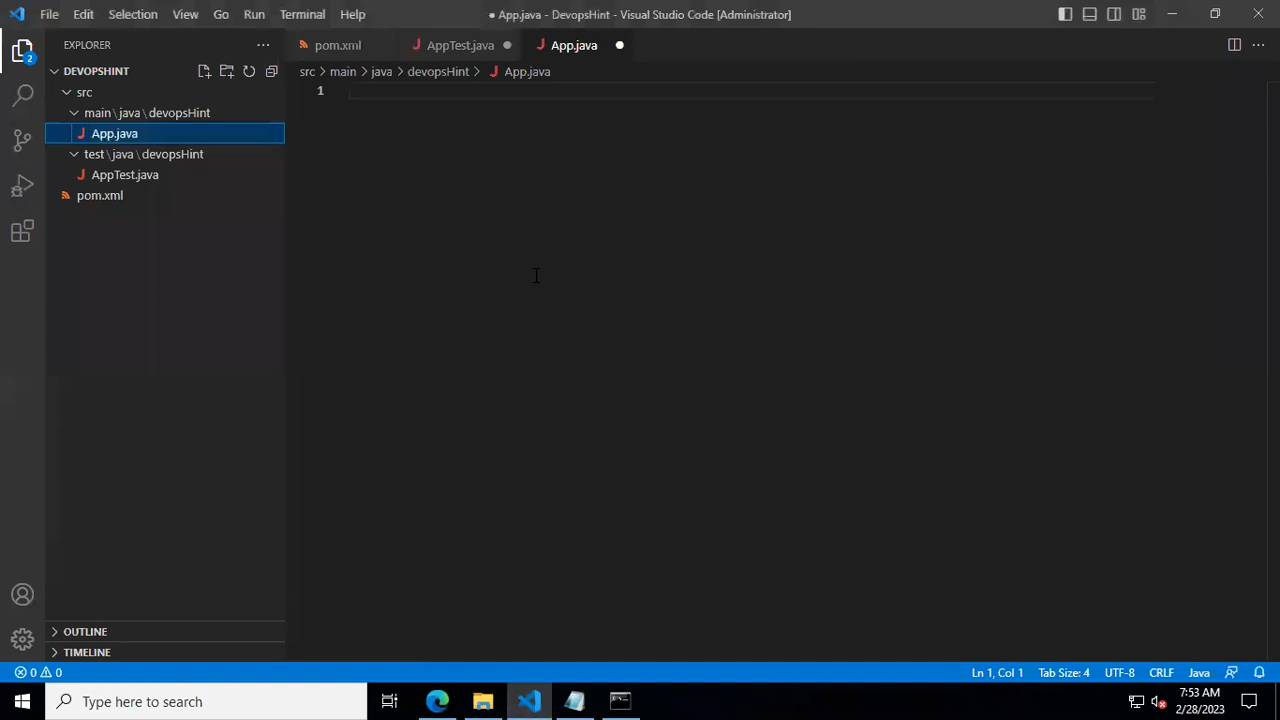 File Edit Selection View Go Run Terminal Help
● App.java - DevopsHint - Visual Studio Code [Administrator]
EXPLORER
pom.xml
AppTest.java
App.java
DEVOPSHINT
src > main > java > devopsHint > App.java
src
main\java\devopsHint
App.java
test\java\devopsHint
AppTest.java
pom.xml
1
2
OUTLINE
TIMELINE
0 0
Ln 1, Col 1 Tab Size: 4 UTF-8 CRLF Java
Type here to search
7:53 AM
2/28/2023